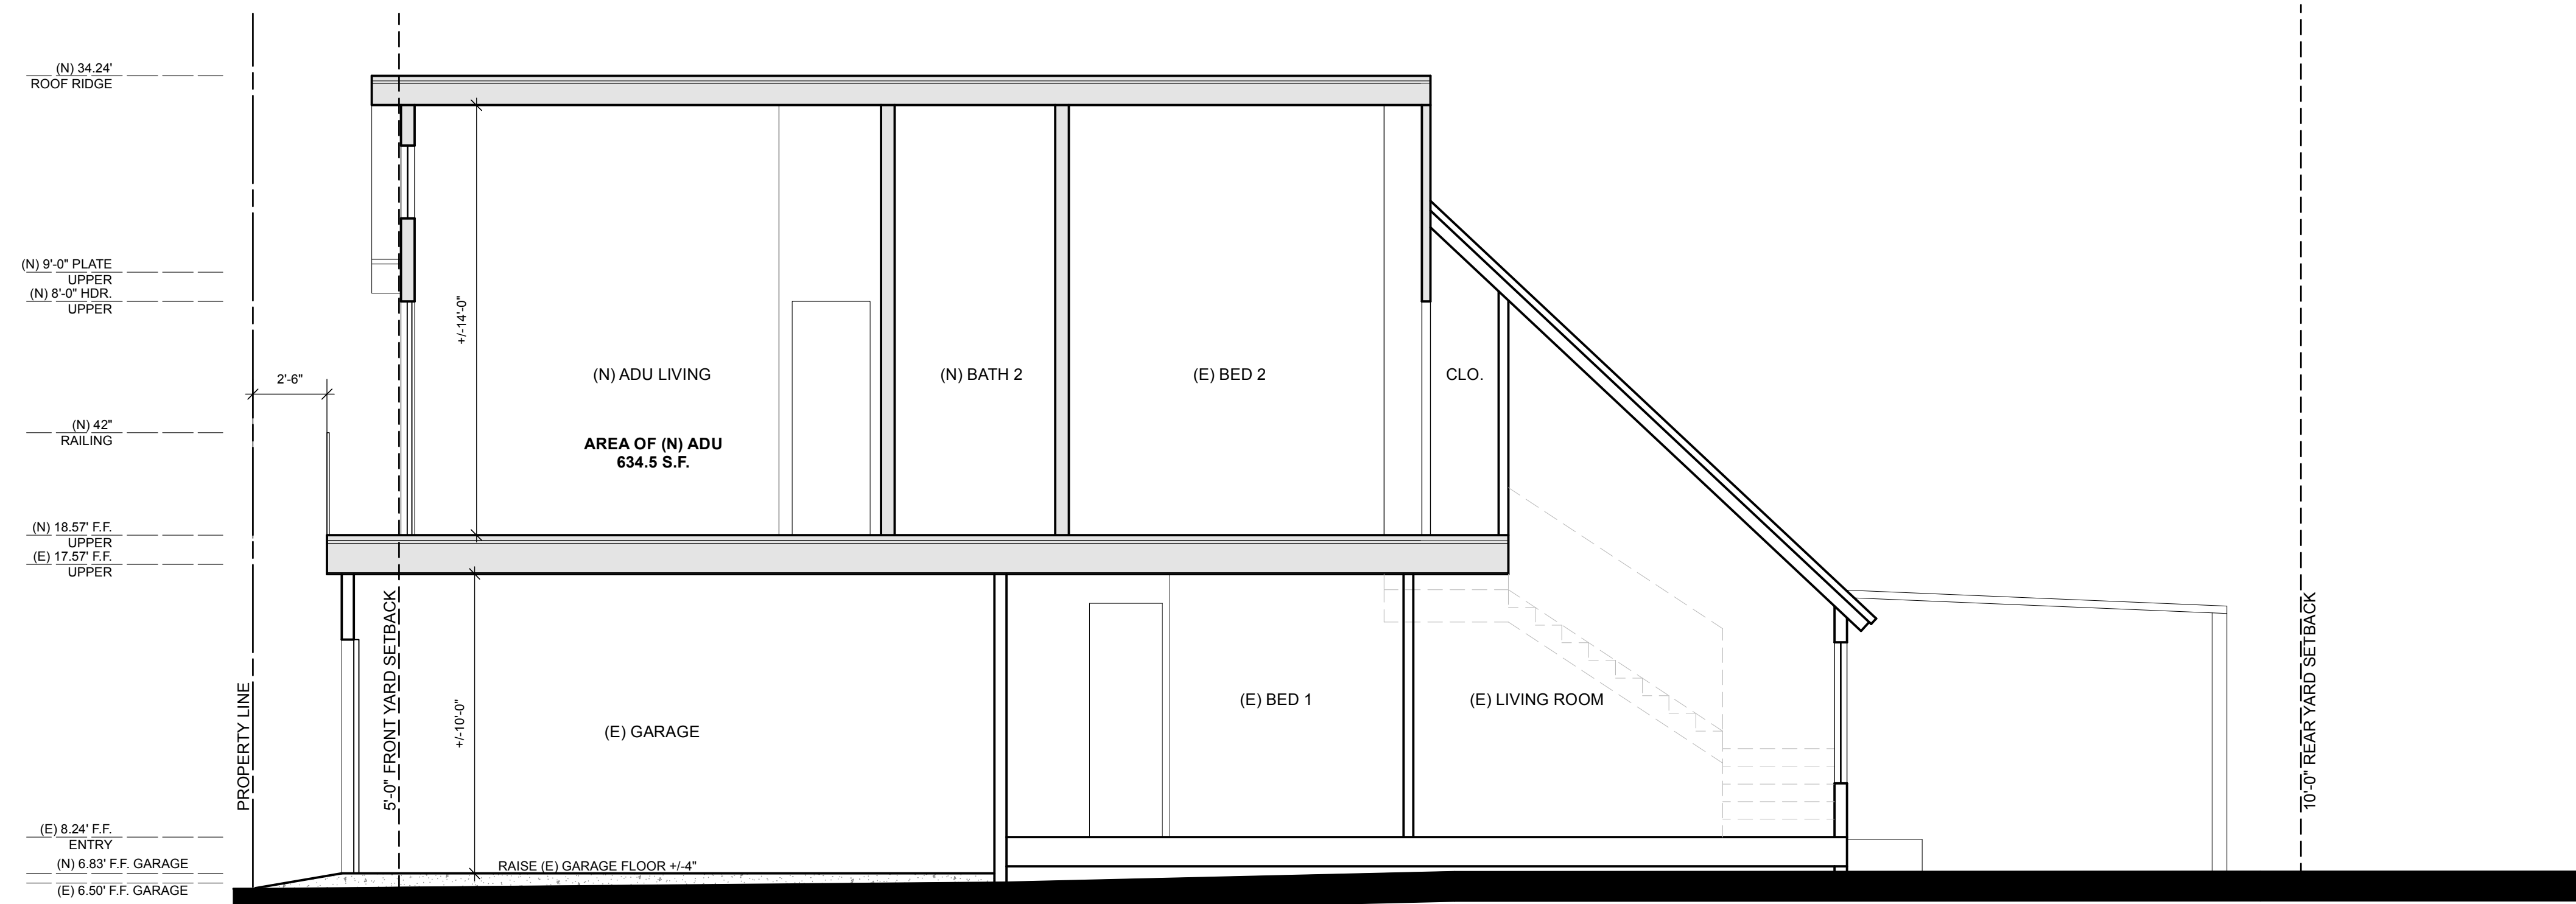 (N) 34.24'
ROOF RIDGE
(N) 9'-0" PLATE
UPPER
(N) 8'-0" HDR.
UPPER
+/-14'-0"
(N) ADU LIVING
(N) BATH 2
(E) BED 2
CLO.
2'-6"
(N) 42"
RAILING
AREA OF (N) ADU
634.5 S.F.
(N) 18.57' F.F.
UPPER
(E) 17.57' F.F.
UPPER
PROPERTY LINE
5'-0" FRONT YARD SETBACK
+/-10'-0"
(E) GARAGE
(E) BED 1
(E) LIVING ROOM
10'-0" REAR YARD SETBACK
(E) 8.24' F.F.
ENTRY
(N) 6.83' F.F. GARAGE
RAISE (E) GARAGE FLOOR +/-4"
(E) 6.50' F.F. GARAGE